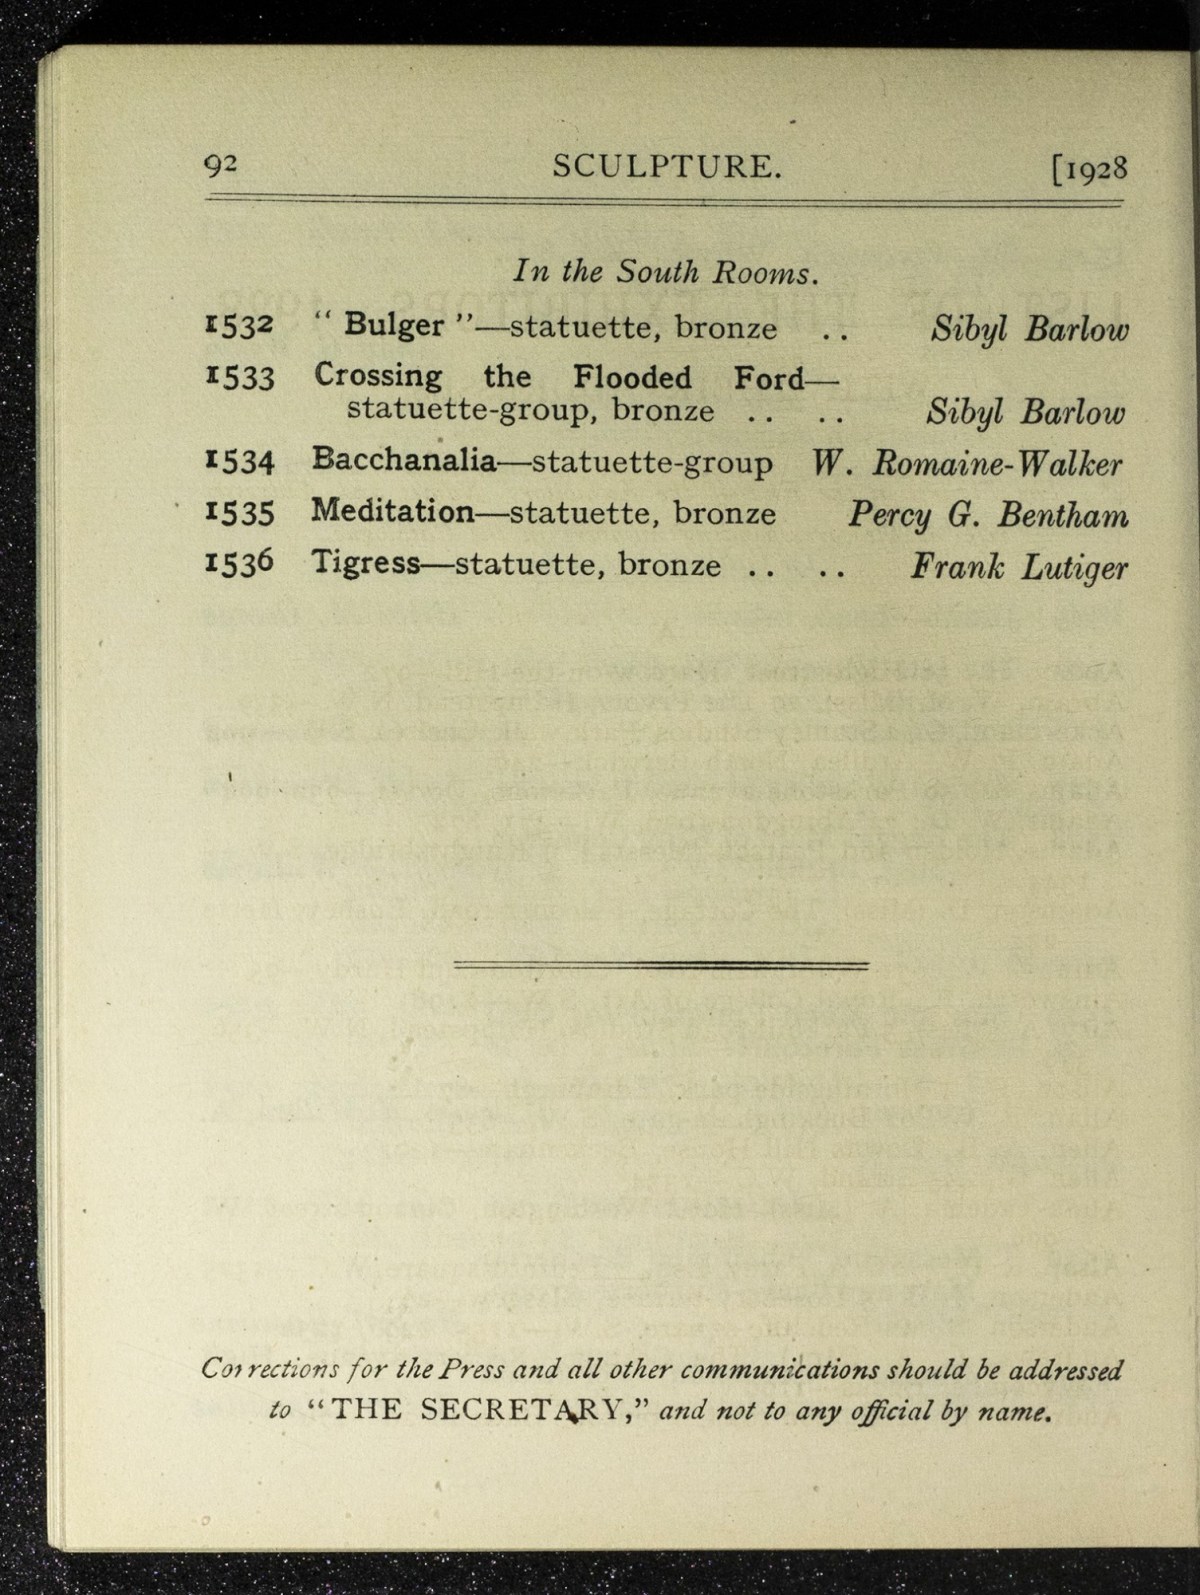 92 SCULPTURE. [1928
In the South Rooms.
1532 “ Bulger ”—statuette, bronze .. Sibyl Barlow
1533 Crossing the Flooded Ford—
statuette-group, bronze .. .. Sibyl Barlow
1534 Bacchanalia—statuette-group W. Romaine-Walker
1535 Meditation—statuette, bronze Percy G. Bentham
1536 Tigress—statuette, bronze .. .. Frank Lutiger
Corrections for the Press and all other communications should be addressed
to “THE SECRETARY,” and not to any official by name.